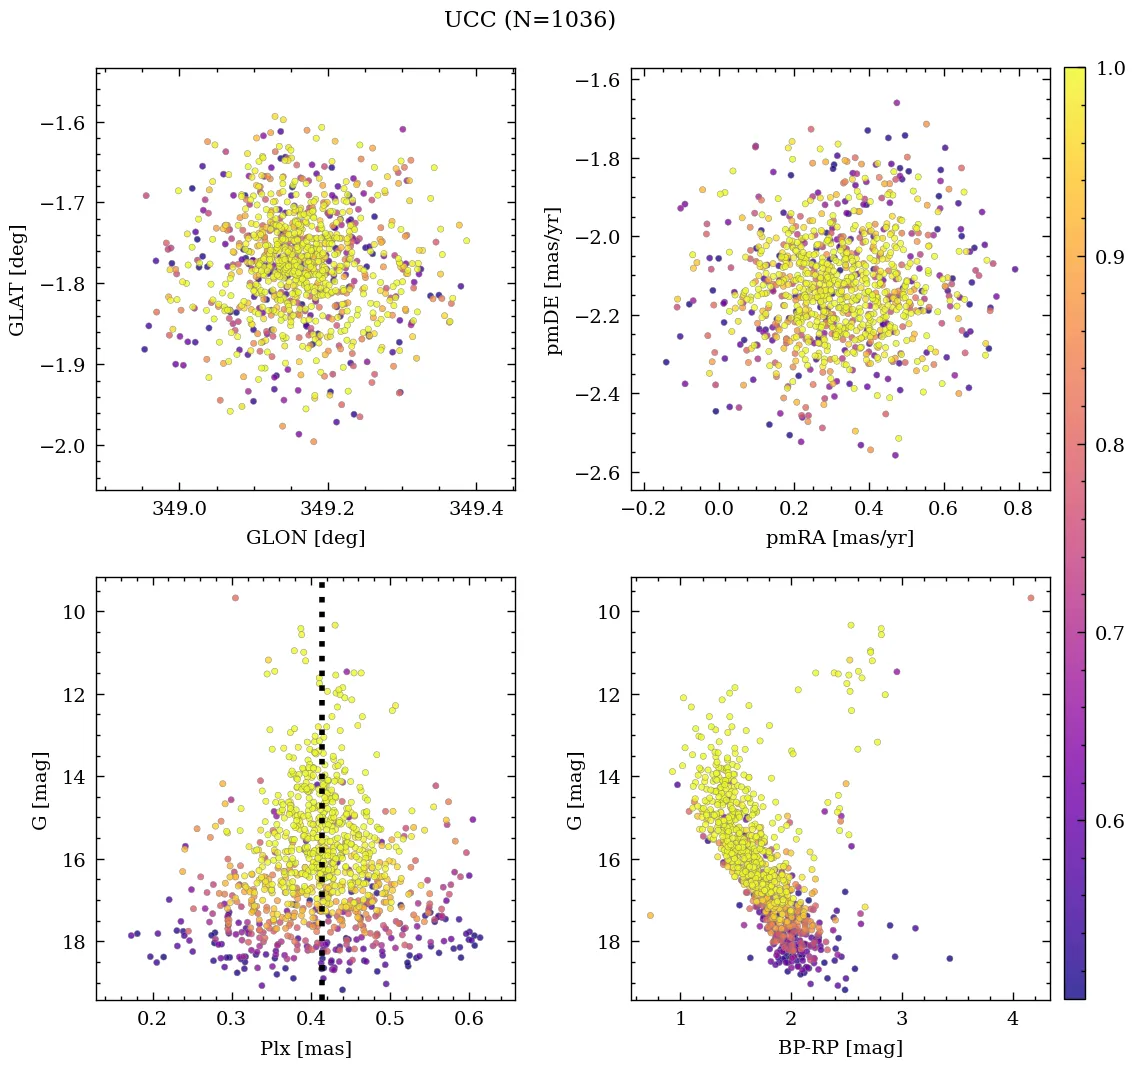 UCC (N=1036)
−1.6
−1.7
−1.8
−1.9
−2.0
GLAT [deg]
349.0 349.2 349.4
GLON [deg]
−1.6
−1.8
−2.0
−2.2
−2.4
−2.6
pmDE [mas/yr]
−0.2 0.0 0.2 0.4 0.6 0.8
pmRA [mas/yr]
1.0
0.9
0.8
0.7
0.6
10
12
14
16
18
G [mag]
0.2 0.3 0.4 0.5 0.6
Plx [mas]
10
12
14
16
18
G [mag]
1 2 3 4
BP-RP [mag]